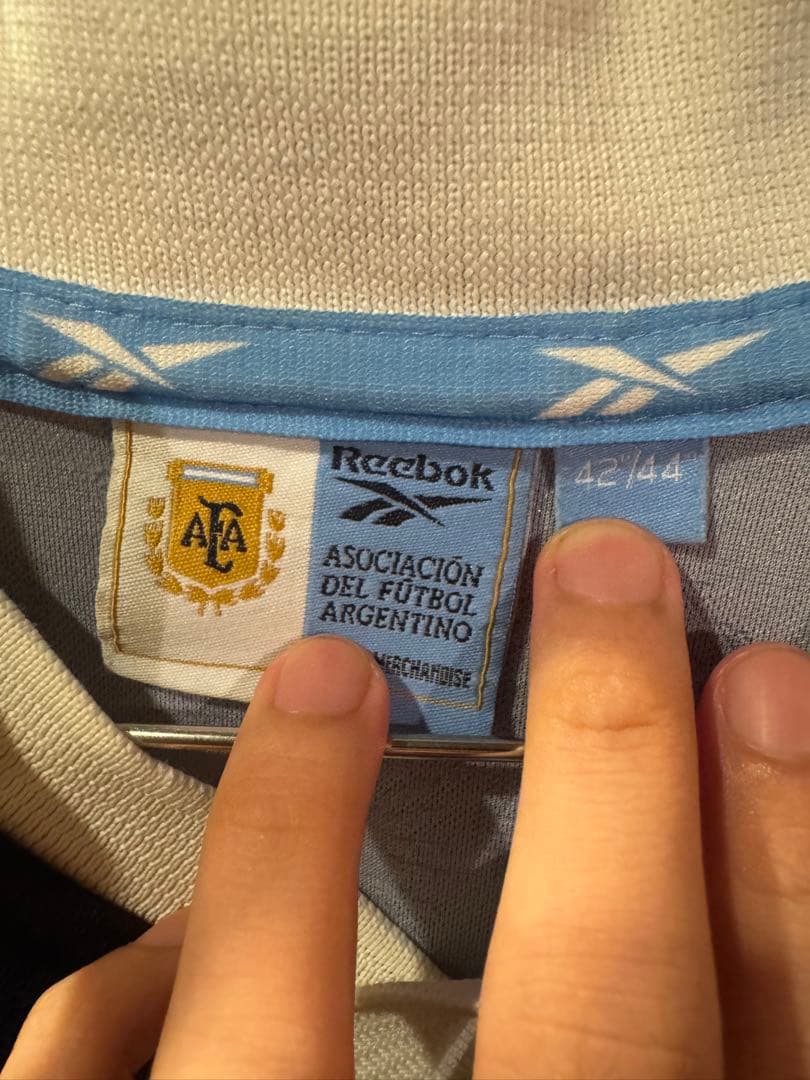 AFA
Reebok
ASOCIACIÓN
DEL FÚTBOL
ARGENTINO
MERCHANDISE
42"/44"